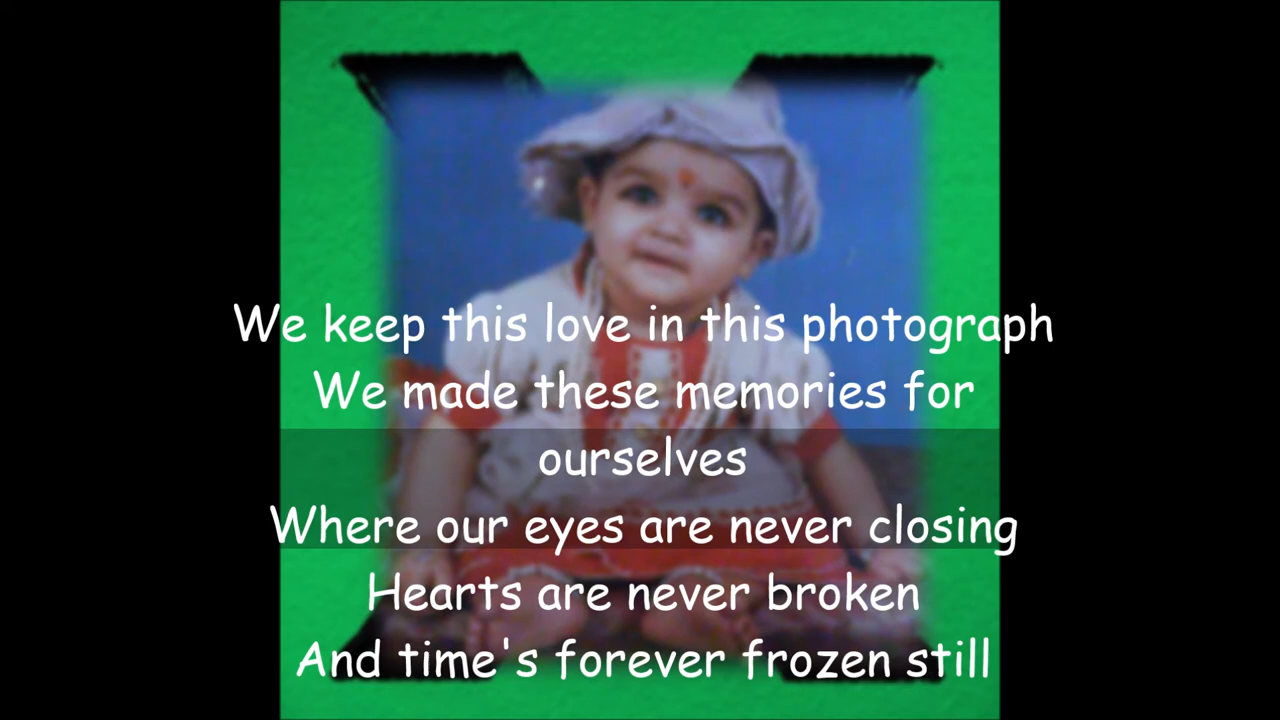 We keep this love in this photograph
We made these memories for
ourselves
Where our eyes are never closing
Hearts are never broken
And time's forever frozen still